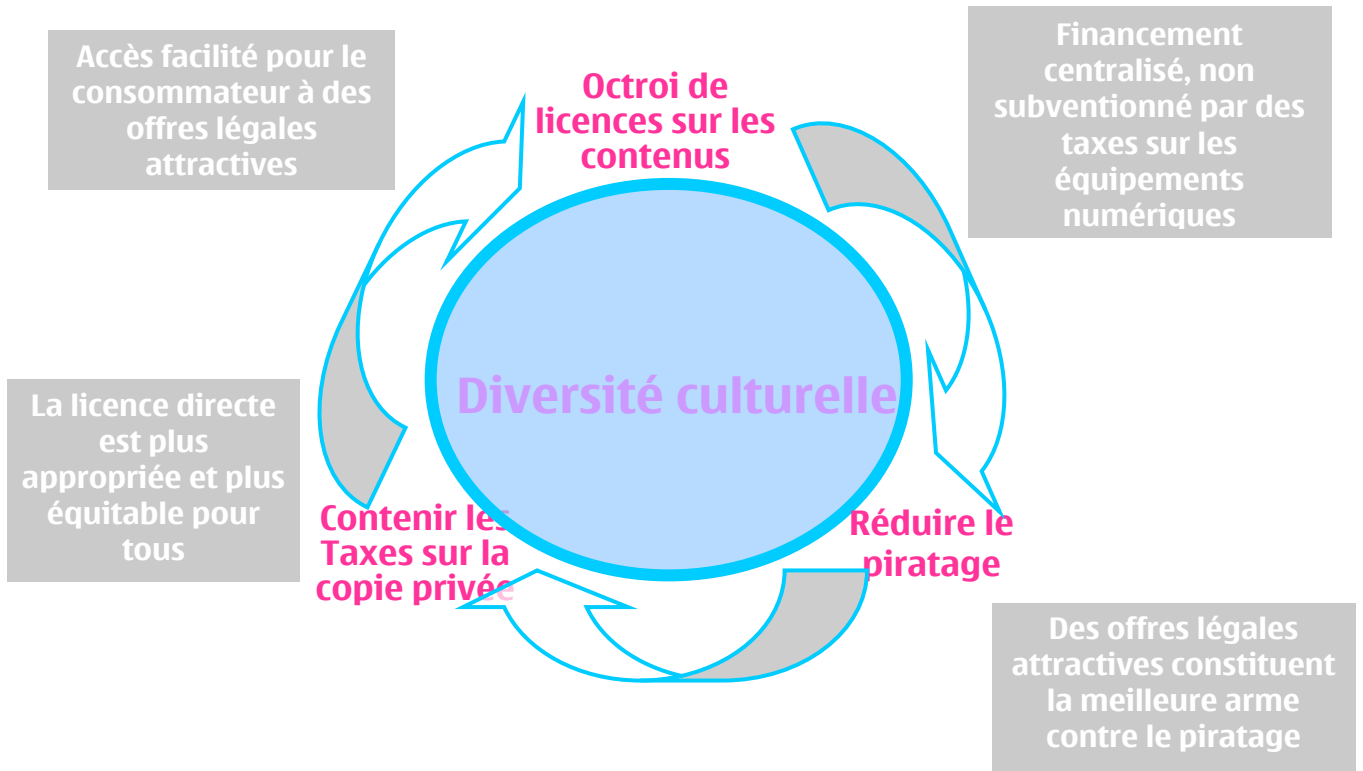 Accès facilité pour le
consommateur à des
offres légales
attractives
Octroi de
licences sur les
contenus
Financement
centralisé, non
subventionné par des
taxes sur les
équipements
numériques
Diversité culturelle
La licence directe
est plus
appropriée et plus
équitable pour
tous
Contenir les
Taxes sur la
copie privée
Réduire le
piratage
Des offres légales
attractives constituent
la meilleure arme
contre le piratage